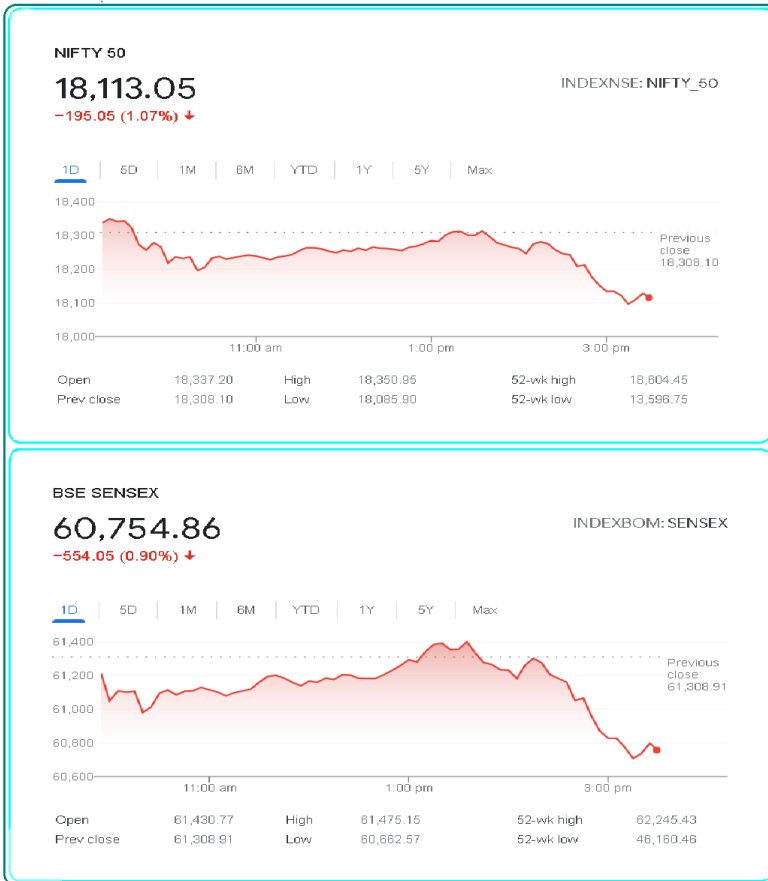 NIFTY 50
18,113.05
INDEXNSE: NIFTY_50
−195.05 (1.07%) ↓
1D 5D 1M 6M YTD 1Y 5Y Max
18,400
18,300
Previous
close
18,308.10
18,200
18,100
18,000
11:00 am 1:00 pm 3:00 pm
Open 18,337.20 High 18,350.95 52-wk high 18,604.45
Prev close 18,308.10 Low 18,085.90 52-wk low 13,596.75
BSE SENSEX
60,754.86
INDEXBOM: SENSEX
−554.05 (0.90%) ↓
1D 5D 1M 6M YTD 1Y 5Y Max
61,400
61,200
Previous
close
61,308.91
61,000
60,800
60,600
11:00 am 1:00 pm 3:00 pm
Open 61,430.77 High 61,475.15 52-wk high 62,245.43
Prev close 61,308.91 Low 60,662.57 52-wk low 46,160.46